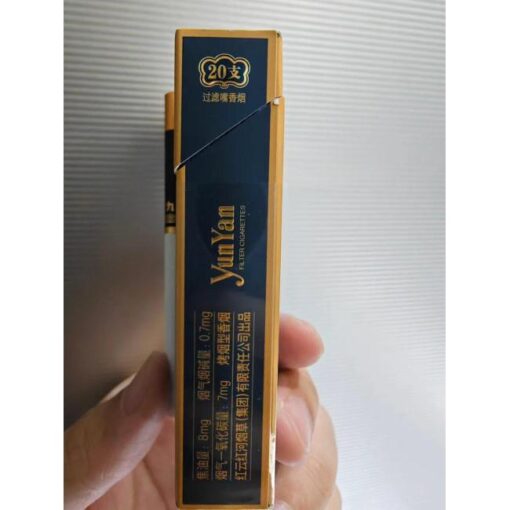 20支
过滤嘴香烟
YunYan
FILTER CIGARETTES
焦油量：8mg 烟气烟碱量：0.7mg
烟气一氧化碳量：7mg 烤烟型香烟
红云红河烟草(集团)有限责任公司出品